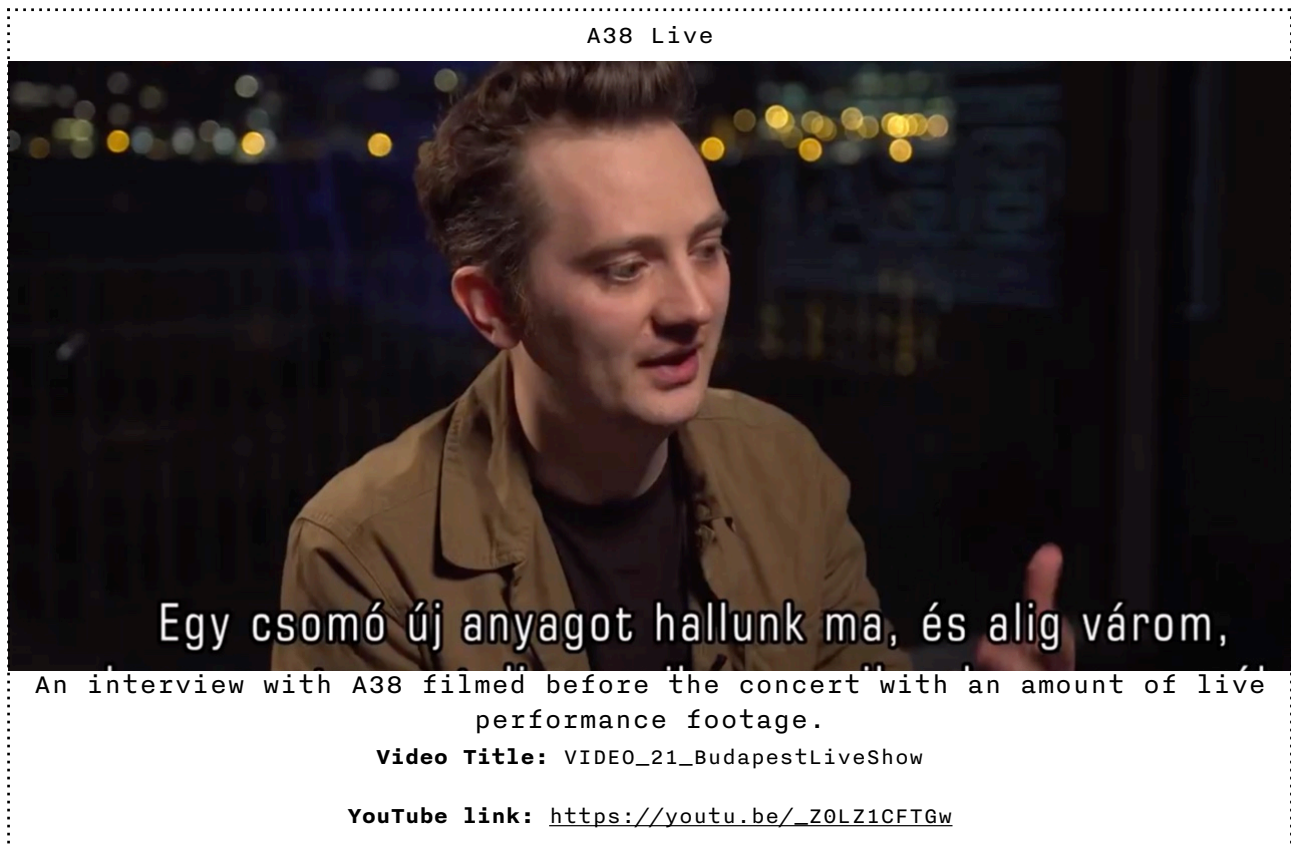 A38 Live
Egy csomó új anyagot hallunk ma, és alig várom,
An interview with A38 filmed before the concert with an amount of live
performance footage.
Video Title: VIDEO_21_BudapestLiveShow
YouTube link: https://youtu.be/_Z0LZ1CFTGw